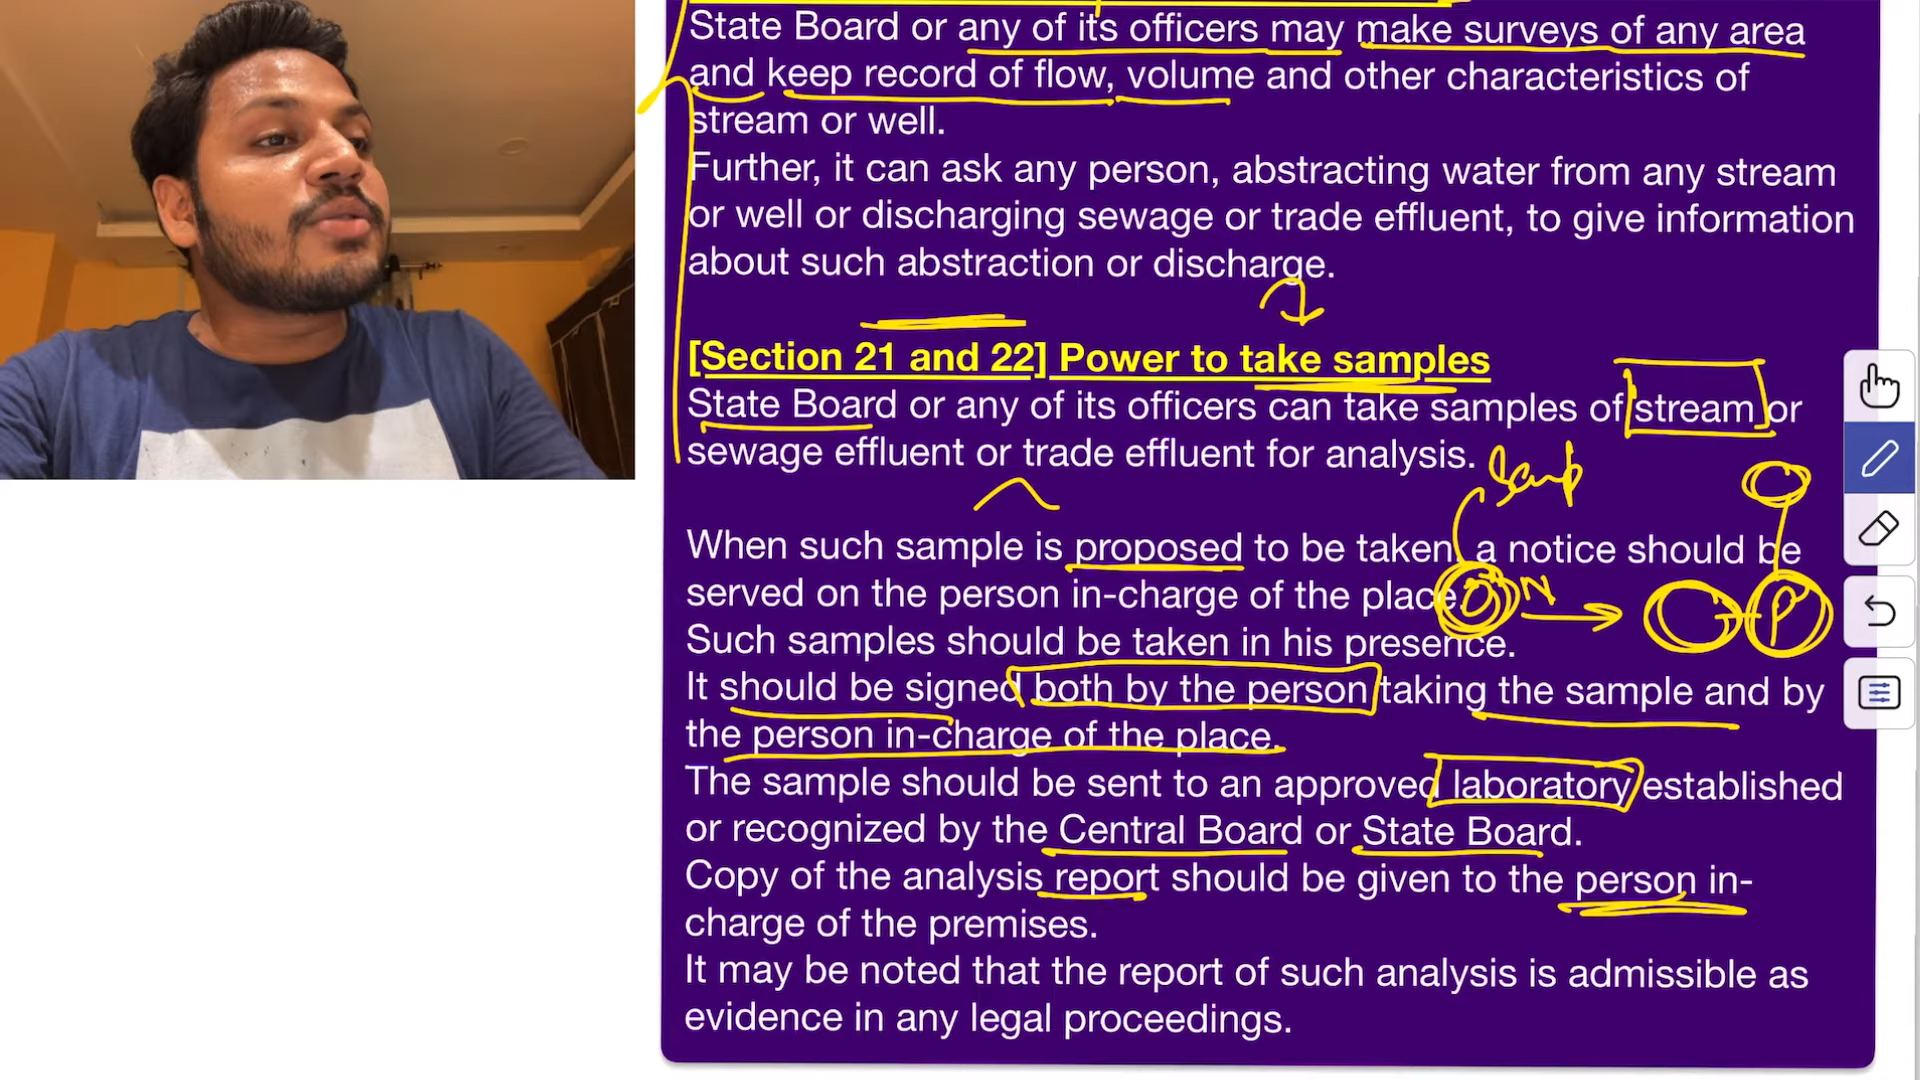 State Board or any of its officers may make surveys of any area
and keep record of flow, volume and other characteristics of
stream or well.
Further, it can ask any person, abstracting water from any stream
or well or discharging sewage or trade effluent, to give information
about such abstraction or discharge.
[Section 21 and 22] Power to take samples
State Board or any of its officers can take samples of stream or
sewage effluent or trade effluent for analysis.
Samp
When such sample is proposed to be taken, a notice should be
served on the person in-charge of the place.
O N P
Such samples should be taken in his presence.
It should be signed both by the person taking the sample and by
the person in-charge of the place.
The sample should be sent to an approved laboratory established
or recognized by the Central Board or State Board.
Copy of the analysis report should be given to the person in-
charge of the premises.
It may be noted that the report of such analysis is admissible as
evidence in any legal proceedings.